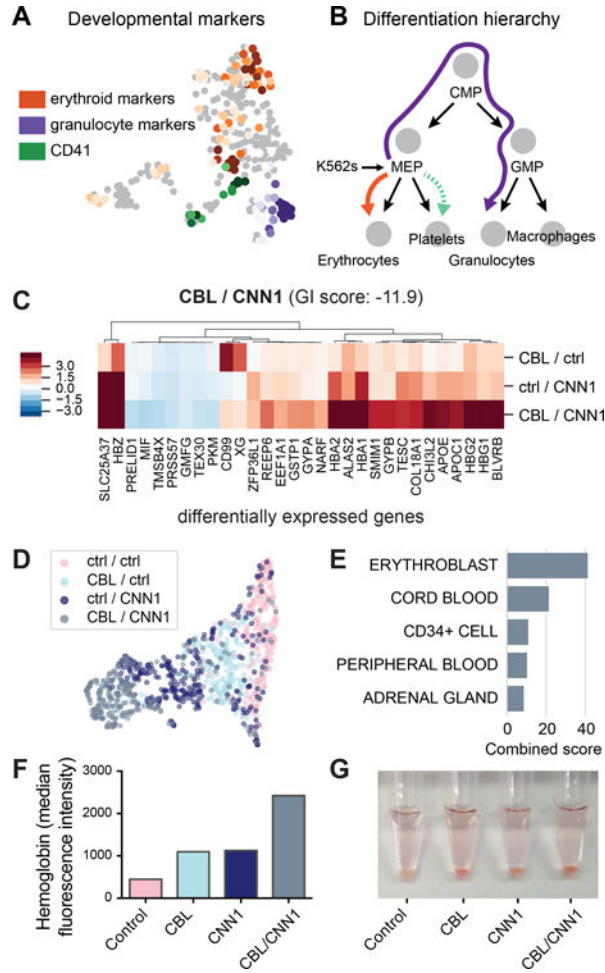 A
Developmental markers
erythroid markers
granulocyte markers
CD41
B
Differentiation hierarchy
CMP
K562s
MEP
GMP
Platelets
Macrophages
Erythrocytes
Granulocytes
C
CBL / CNN1 (GI score: -11.9)
3.0
1.5
0.0
−1.5
−3.0
CBL / ctrl
ctrl / CNN1
CBL / CNN1
SLC25A37
HBZ
PRELID1
MIF
TMSB4X
PRSS57
GMFG
TEX30
PKM
CD99
XG
ZFP36L1
REEP6
EEF1A1
GSTP1
GYPA
NARF
HBA2
ALAS2
HBA1
SMIM1
GYPB
TESC
COL18A1
CHI3L2
APOE
APOC1
HBG2
HBG1
BLVRB
differentially expressed genes
D
ctrl / ctrl
CBL / ctrl
ctrl / CNN1
CBL / CNN1
E
ERYTHROBLAST
CORD BLOOD
CD34+ CELL
PERIPHERAL BLOOD
ADRENAL GLAND
0 20 40
Combined score
F
Hemoglobin (median
fluorescence intensity)
3000
2000
1000
0
Control
CBL
CNN1
CBL/CNN1
G
Control
CBL
CNN1
CBL/CNN1